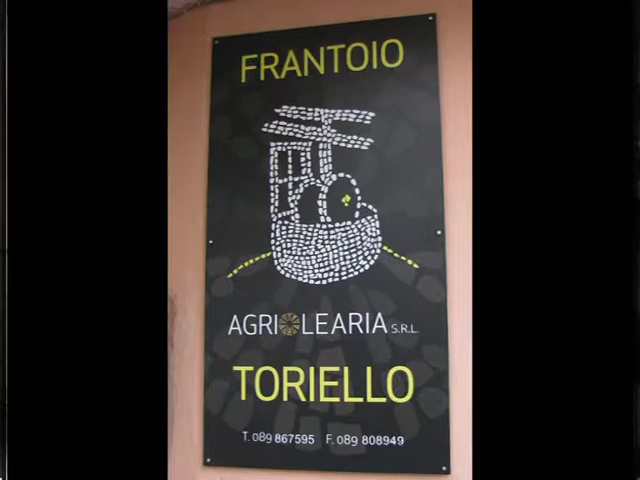 FRANTOIO
AGRIOLEARIA S.R.L.
TORIELLO
T. 089 867595 F. 089 808949